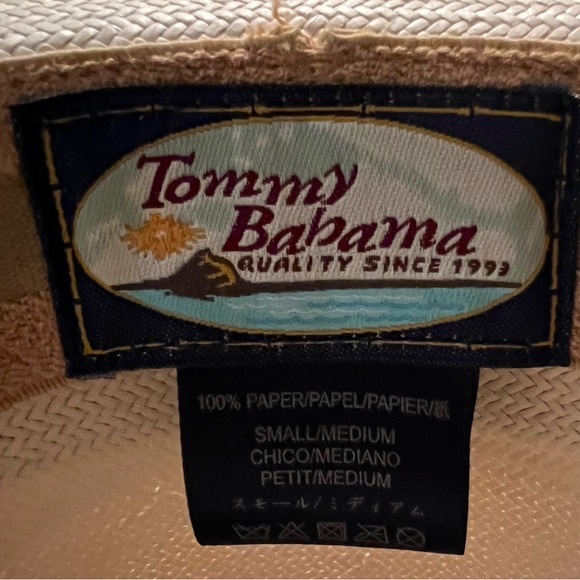 Tommy
Bahama
QUALITY SINCE 1993
100% PAPER/PAPEL/PAPIER/紙
SMALL/MEDIUM
CHICO/MEDIANO
PETIT/MEDIUM
スモール/ミディアム